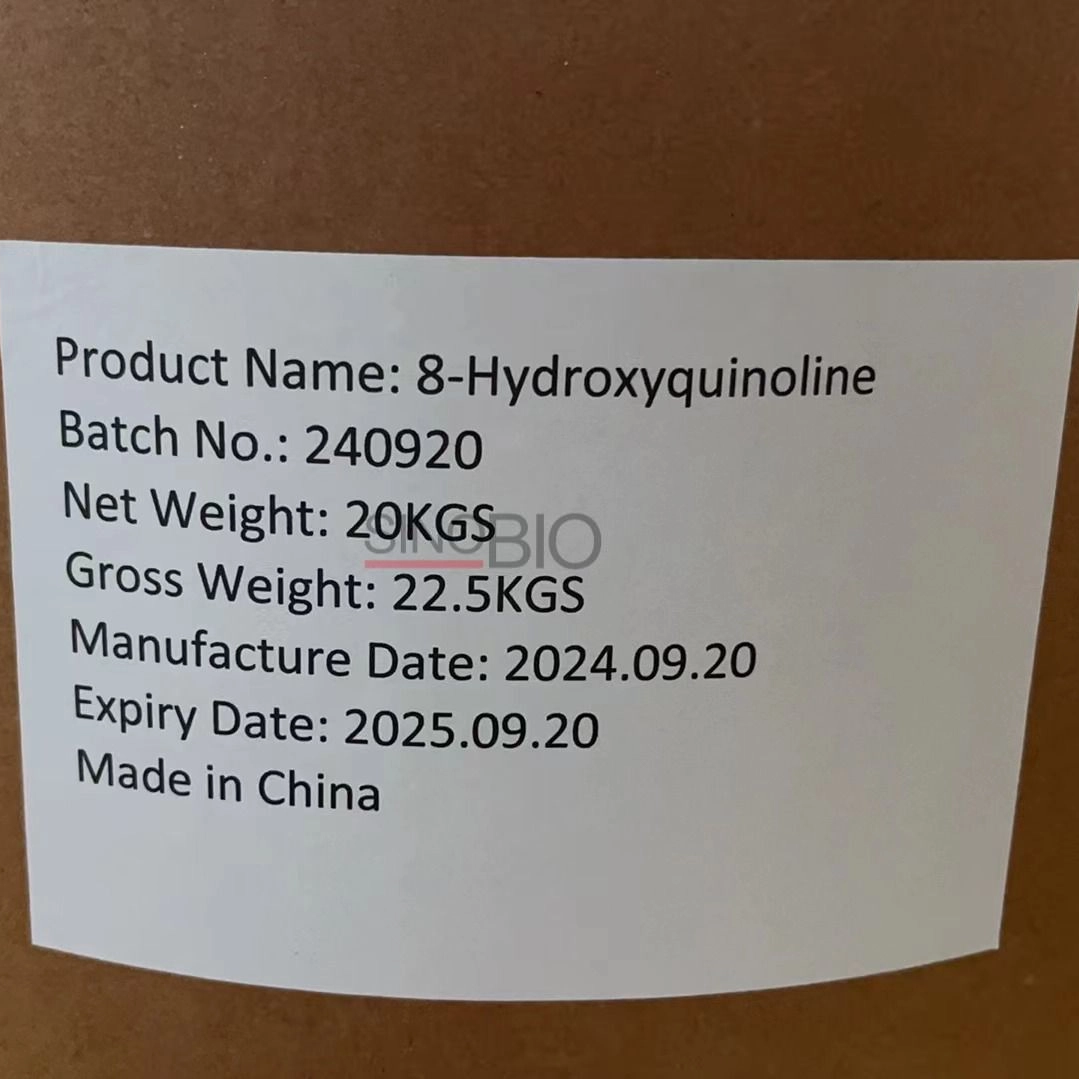 Product Name: 8-Hydroxyquinoline
Batch No.: 240920
Net Weight: 20KGS
SINOBIO
Gross Weight: 22.5KGS
Manufacture Date: 2024.09.20
Expiry Date: 2025.09.20
Made in China